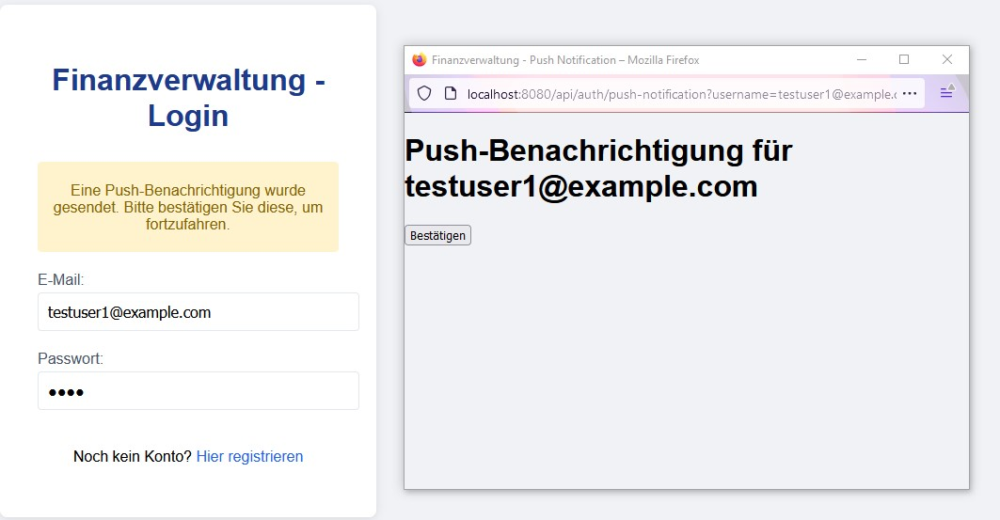 Finanzverwaltung -
Login
Eine Push-Benachrichtigung wurde
gesendet. Bitte bestätigen Sie diese, um
fortzufahren.
E-Mail:
testuser1@example.com
Passwort:
••••
Noch kein Konto? Hier registrieren
Finanzverwaltung - Push Notification – Mozilla Firefox
localhost:8080/api/auth/push-notification?username=testuser1@example.c
Push-Benachrichtigung für
testuser1@example.com
Bestätigen